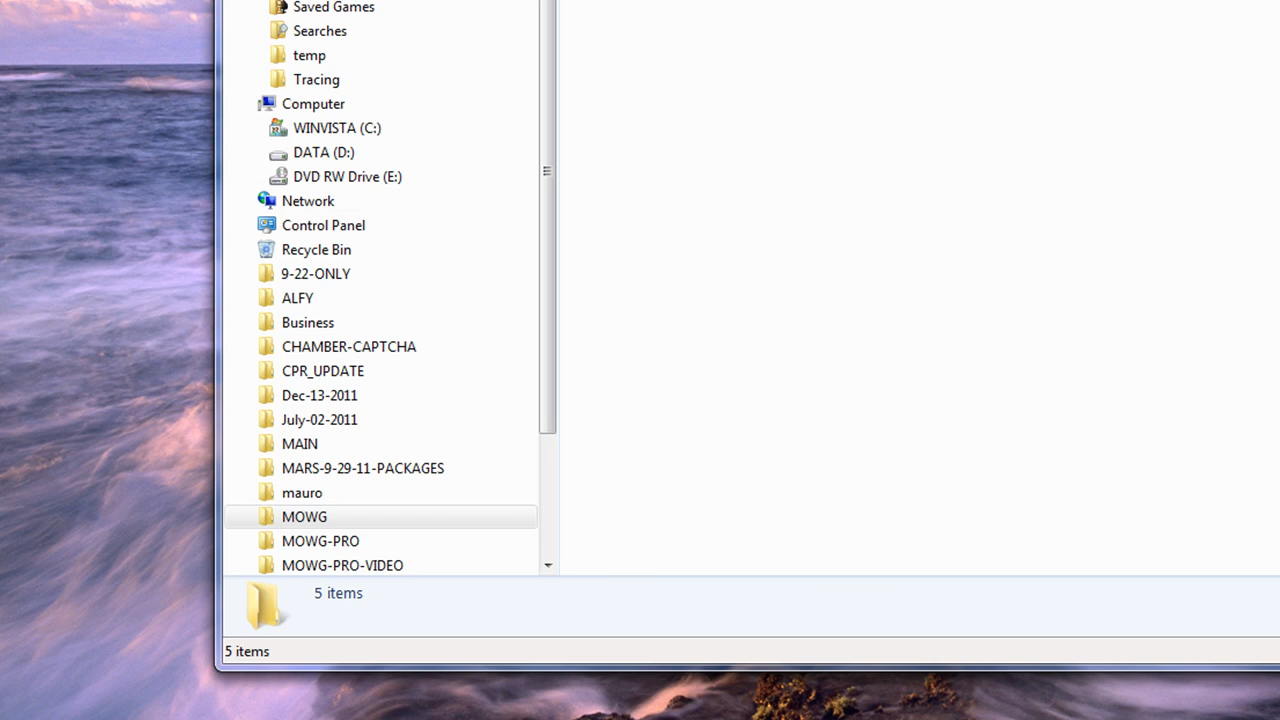 Saved Games
Searches
temp
Tracing
Computer
WINVISTA (C:)
DATA (D:)
DVD RW Drive (E:)
Network
Control Panel
Recycle Bin
9-22-ONLY
ALFY
Business
CHAMBER-CAPTCHA
CPR_UPDATE
Dec-13-2011
July-02-2011
MAIN
MARS-9-29-11-PACKAGES
mauro
MOWG
MOWG-PRO
MOWG-PRO-VIDEO
5 items
5 items